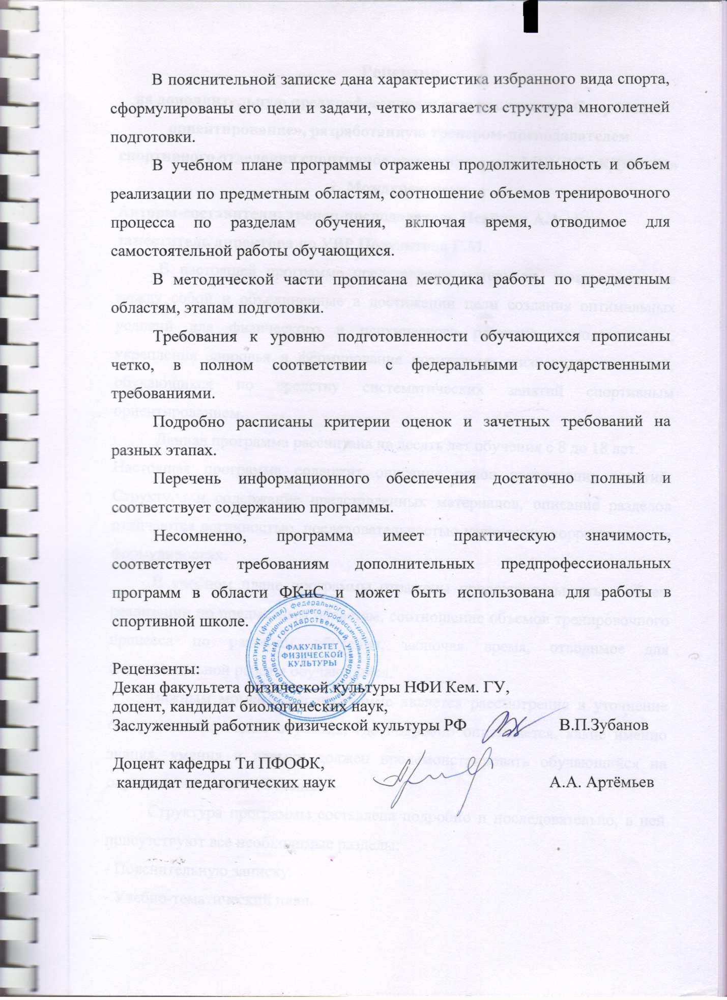 В пояснительной записке дана характеристика избранного вида спорта,
сформулированы его цели и задачи, четко излагается структура многолетней
подготовки.
В учебном плане программы отражены продолжительность и объем
реализации по предметным областям, соотношение объемов тренировочного
процесса по разделам обучения, включая время, отводимое для
самостоятельной работы обучающихся.
В методической части прописана методика работы по предметным
областям, этапам подготовки.
Требования к уровню подготовленности обучающихся прописаны
четко, в полном соответствии с федеральными государственными
требованиями.
Подробно расписаны критерии оценок и зачетных требований на
разных этапах.
Перечень информационного обеспечения достаточно полный и
соответствует содержанию программы.
Несомненно, программа имеет практическую значимость,
соответствует требованиям дополнительных предпрофессиональных
программ в области ФКиС и может быть использована для работы в
спортивной школе.
ФАКУЛЬТЕТ
ФИЗИЧЕСКОЙ
КУЛЬТУРЫ
Рецензенты:
Декан факультета физической культуры НФИ Кем. ГУ,
доцент, кандидат биологических наук,
Заслуженный работник физической культуры РФ В.П.Зубанов
Доцент кафедры Ти ПФОФК,
кандидат педагогических наук А.А. Артёмьев